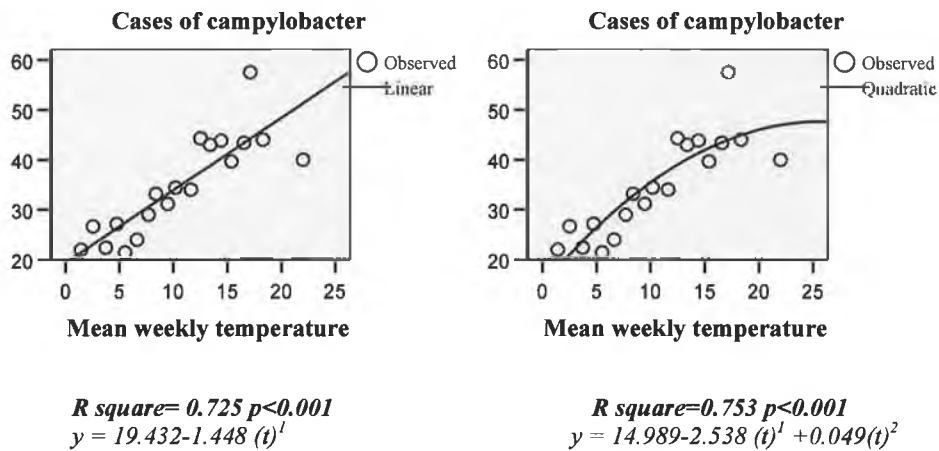 Cases of campylobacter
60
50
40
30
20
0 5 10 15 20 25
Observed
Linear
Mean weekly temperature
R square= 0.725 p<0.001
y = 19.432-1.448 (t)¹
Cases of campylobacter
60
50
40
30
20
0 5 10 15 20 25
Observed
Quadratic
Mean weekly temperature
R square=0.753 p<0.001
y = 14.989-2.538 (t)¹ +0.049(t)²